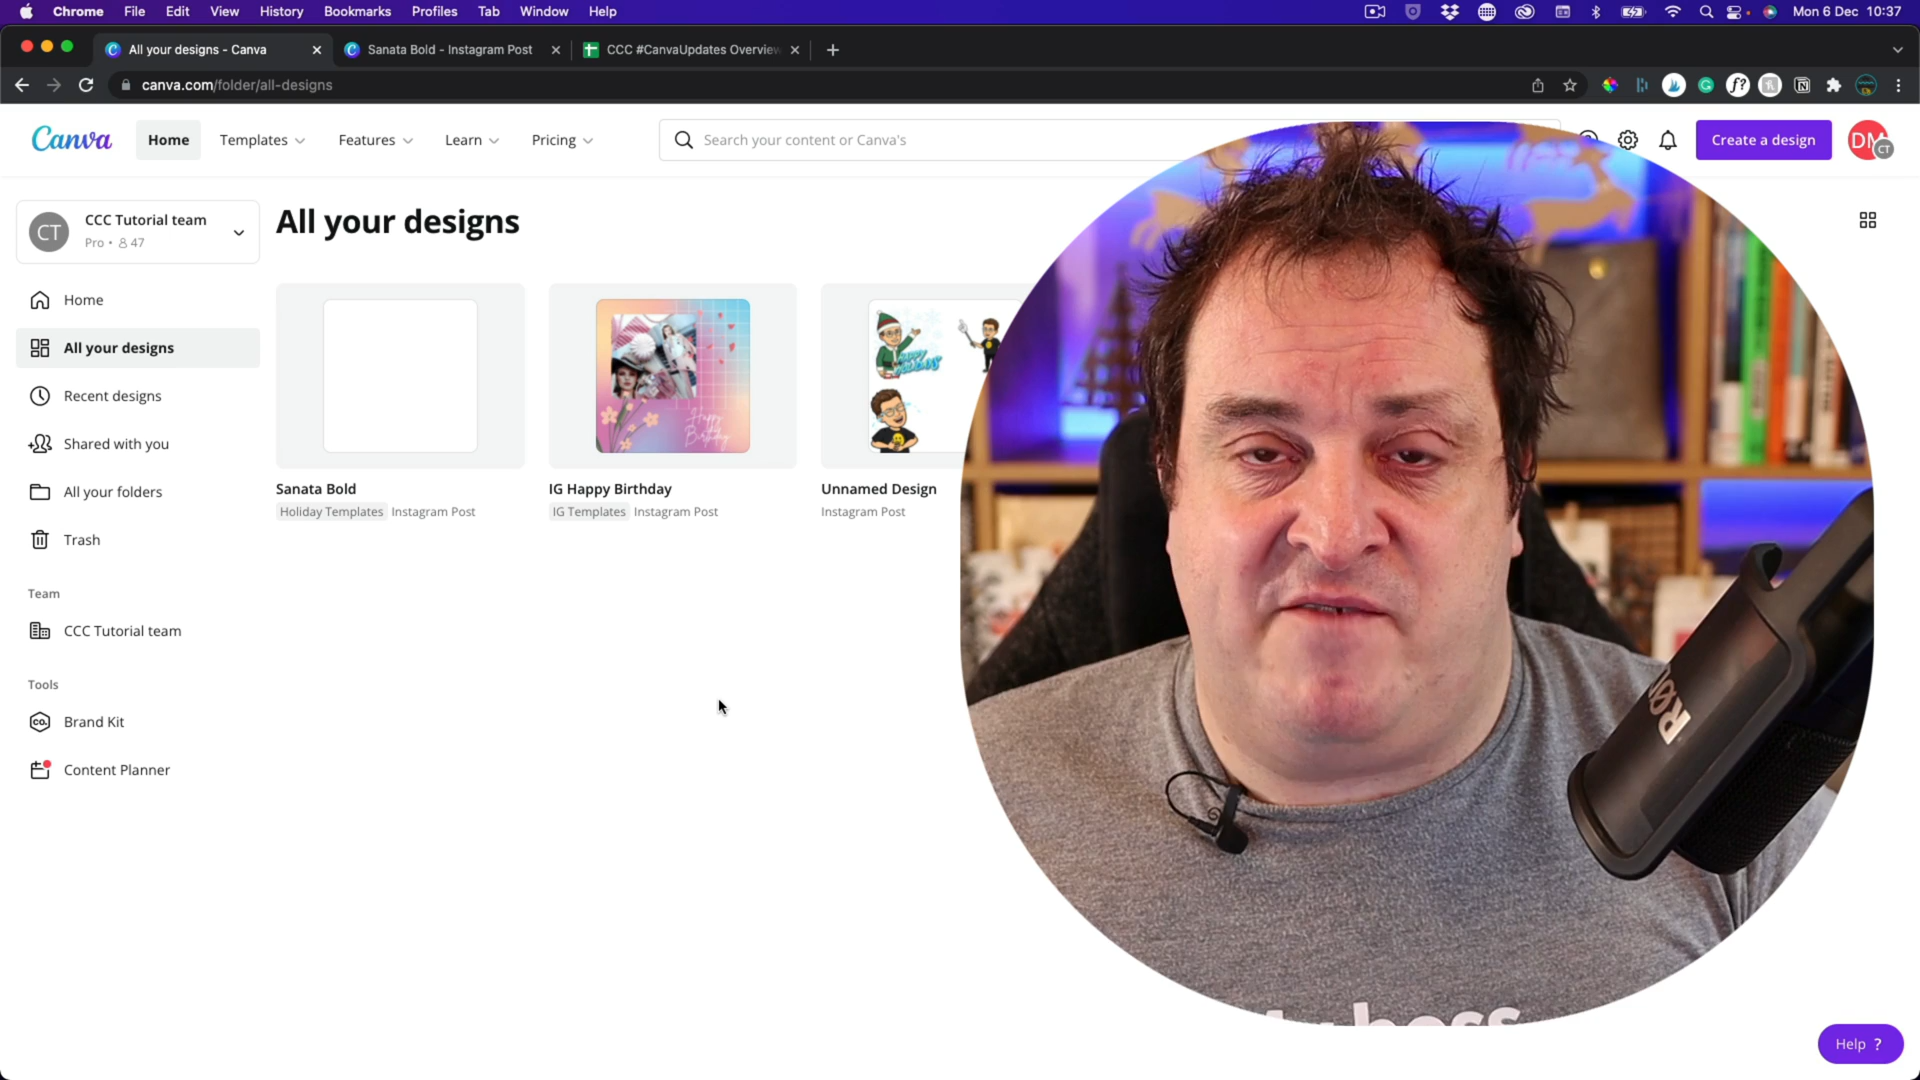 Chrome File Edit View History Bookmarks Profiles Tab Window Help Mon 6 Dec 10:37
All your designs - Canva Sanata Bold - Instagram Post CCC #CanvaUpdates Overview
canva.com/folder/all-designs
Canva Home Templates Features Learn Pricing Search your content or Canva's Create a design DM CT
CT CCC Tutorial team
Pro • 47
All your designs
Home
All your designs
Recent designs
Shared with you
All your folders
Trash
Team
CCC Tutorial team
Tools
Brand Kit
Content Planner
Happy
Birthday
Sanata Bold
Holiday Templates Instagram Post
IG Happy Birthday
IG Templates Instagram Post
Unnamed Design
Instagram Post
boss
Help ?